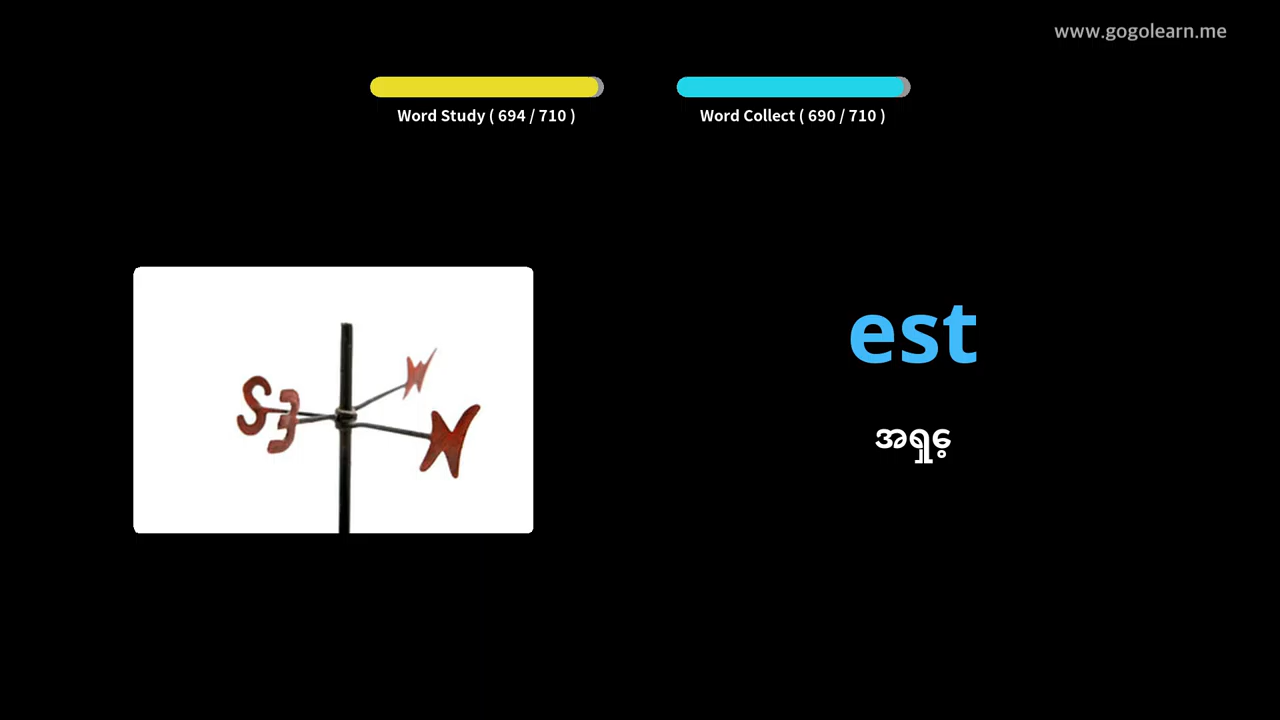 www.gogolearn.me
Word Study ( 694 / 710 )
Word Collect ( 690 / 710 )
est
အရှေ့
S E N